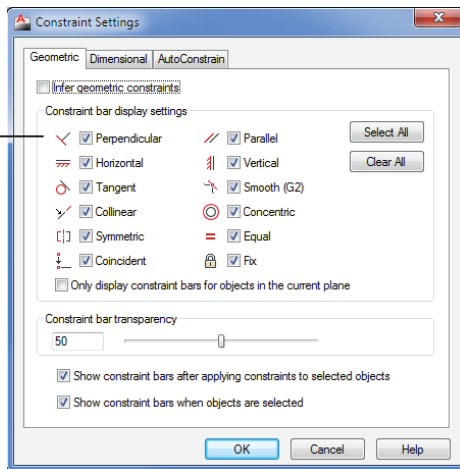 Constraint Settings
Geometric Dimensional AutoConstrain
Infer geometric constraints
Constraint bar display settings
Perpendicular Parallel Select All
Horizontal Vertical Clear All
Tangent Smooth (G2)
Collinear Concentric
Symmetric Equal
Coincident Fix
Only display constraint bars for objects in the current plane
Constraint bar transparency
50
Show constraint bars after applying constraints to selected objects
Show constraint bars when objects are selected
OK Cancel Help